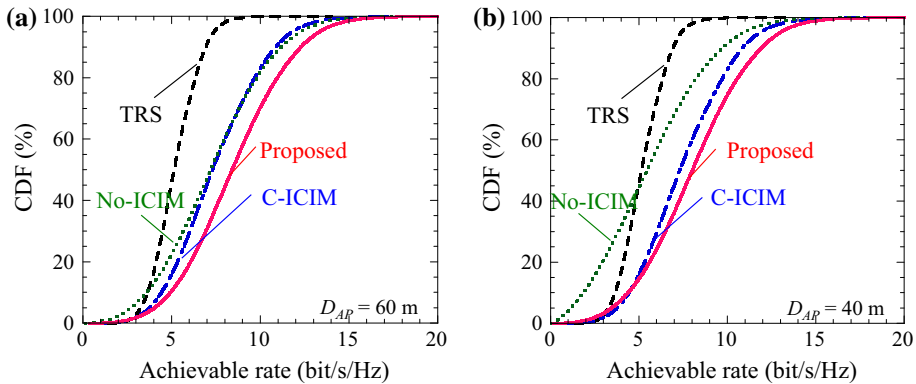 (a)
100
80
60
40
20
0
CDF (%)
TRS
Proposed
No-ICIM
C-ICIM
D_AP = 60 m
0 5 10 15 20
Achievable rate (bit/s/Hz)
(b)
100
80
60
40
20
0
CDF (%)
TRS
Proposed
No-ICIM
C-ICIM
D_AP = 40 m
0 5 10 15 20
Achievable rate (bit/s/Hz)